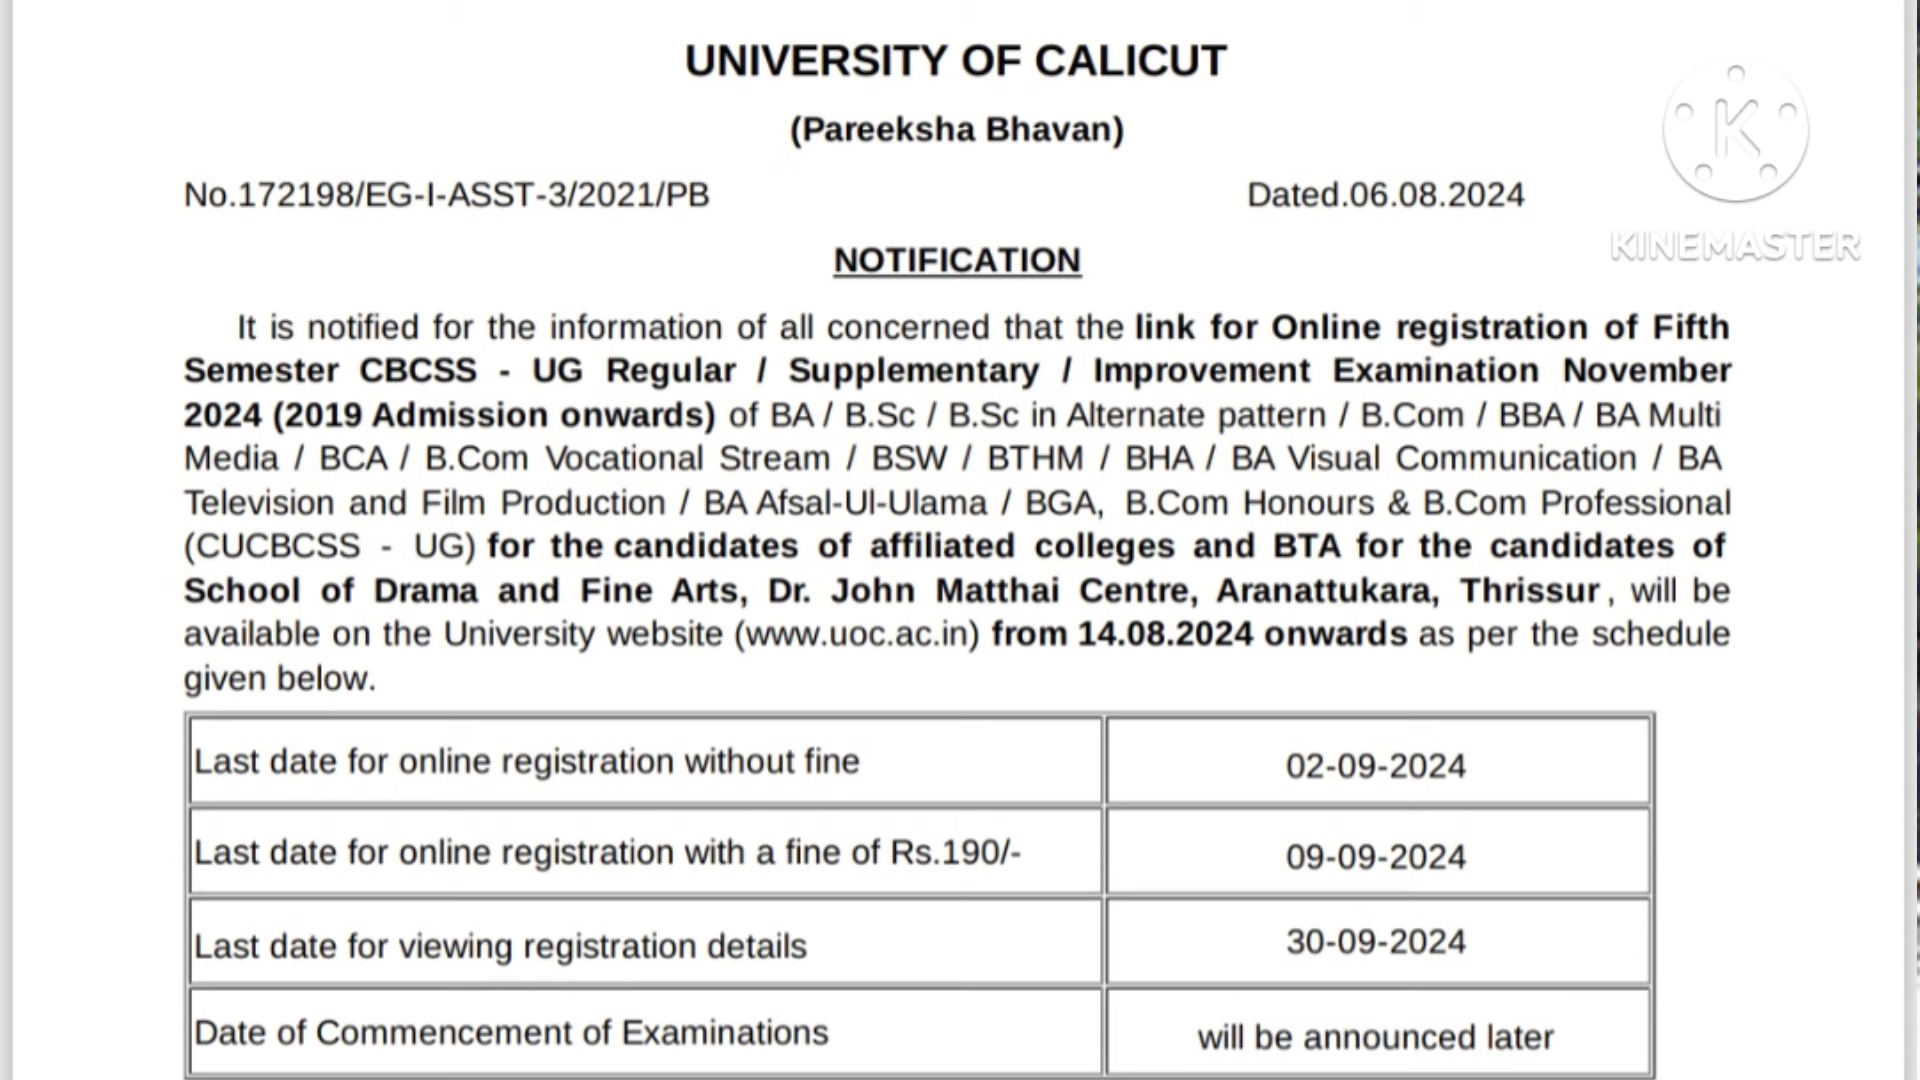 UNIVERSITY OF CALICUT
(Pareeksha Bhavan)
No.172198/EG-I-ASST-3/2021/PB Dated.06.08.2024
K
KINEMASTER
NOTIFICATION
It is notified for the information of all concerned that the link for Online registration of Fifth
Semester CBCSS - UG Regular / Supplementary / Improvement Examination November
2024 (2019 Admission onwards) of BA / B.Sc / B.Sc in Alternate pattern / B.Com / BBA / BA Multi
Media / BCA / B.Com Vocational Stream / BSW / BTHM / BHA / BA Visual Communication / BA
Television and Film Production / BA Afsal-Ul-Ulama / BGA, B.Com Honours & B.Com Professional
(CUCBCSS - UG) for the candidates of affiliated colleges and BTA for the candidates of
School of Drama and Fine Arts, Dr. John Matthai Centre, Aranattukara, Thrissur, will be
available on the University website (www.uoc.ac.in) from 14.08.2024 onwards as per the schedule
given below.
Last date for online registration without fine 02-09-2024
Last date for online registration with a fine of Rs.190/- 09-09-2024
Last date for viewing registration details 30-09-2024
Date of Commencement of Examinations will be announced later